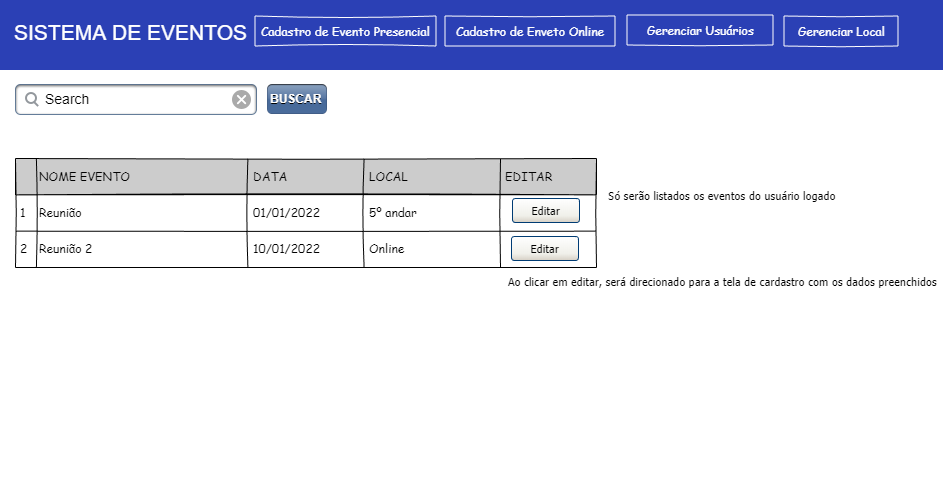 SISTEMA DE EVENTOS
Cadastro de Evento Presencial
Cadastro de Enveto Online
Gerenciar Usuários
Gerenciar Local
Search
BUSCAR
NOME EVENTO DATA LOCAL EDITAR
1 Reunião 01/01/2022 5º andar Editar
Só serão listados os eventos do usuário logado
2 Reunião 2 10/01/2022 Online Editar
Ao clicar em editar, será direcionado para a tela de cardastro com os dados preenchidos